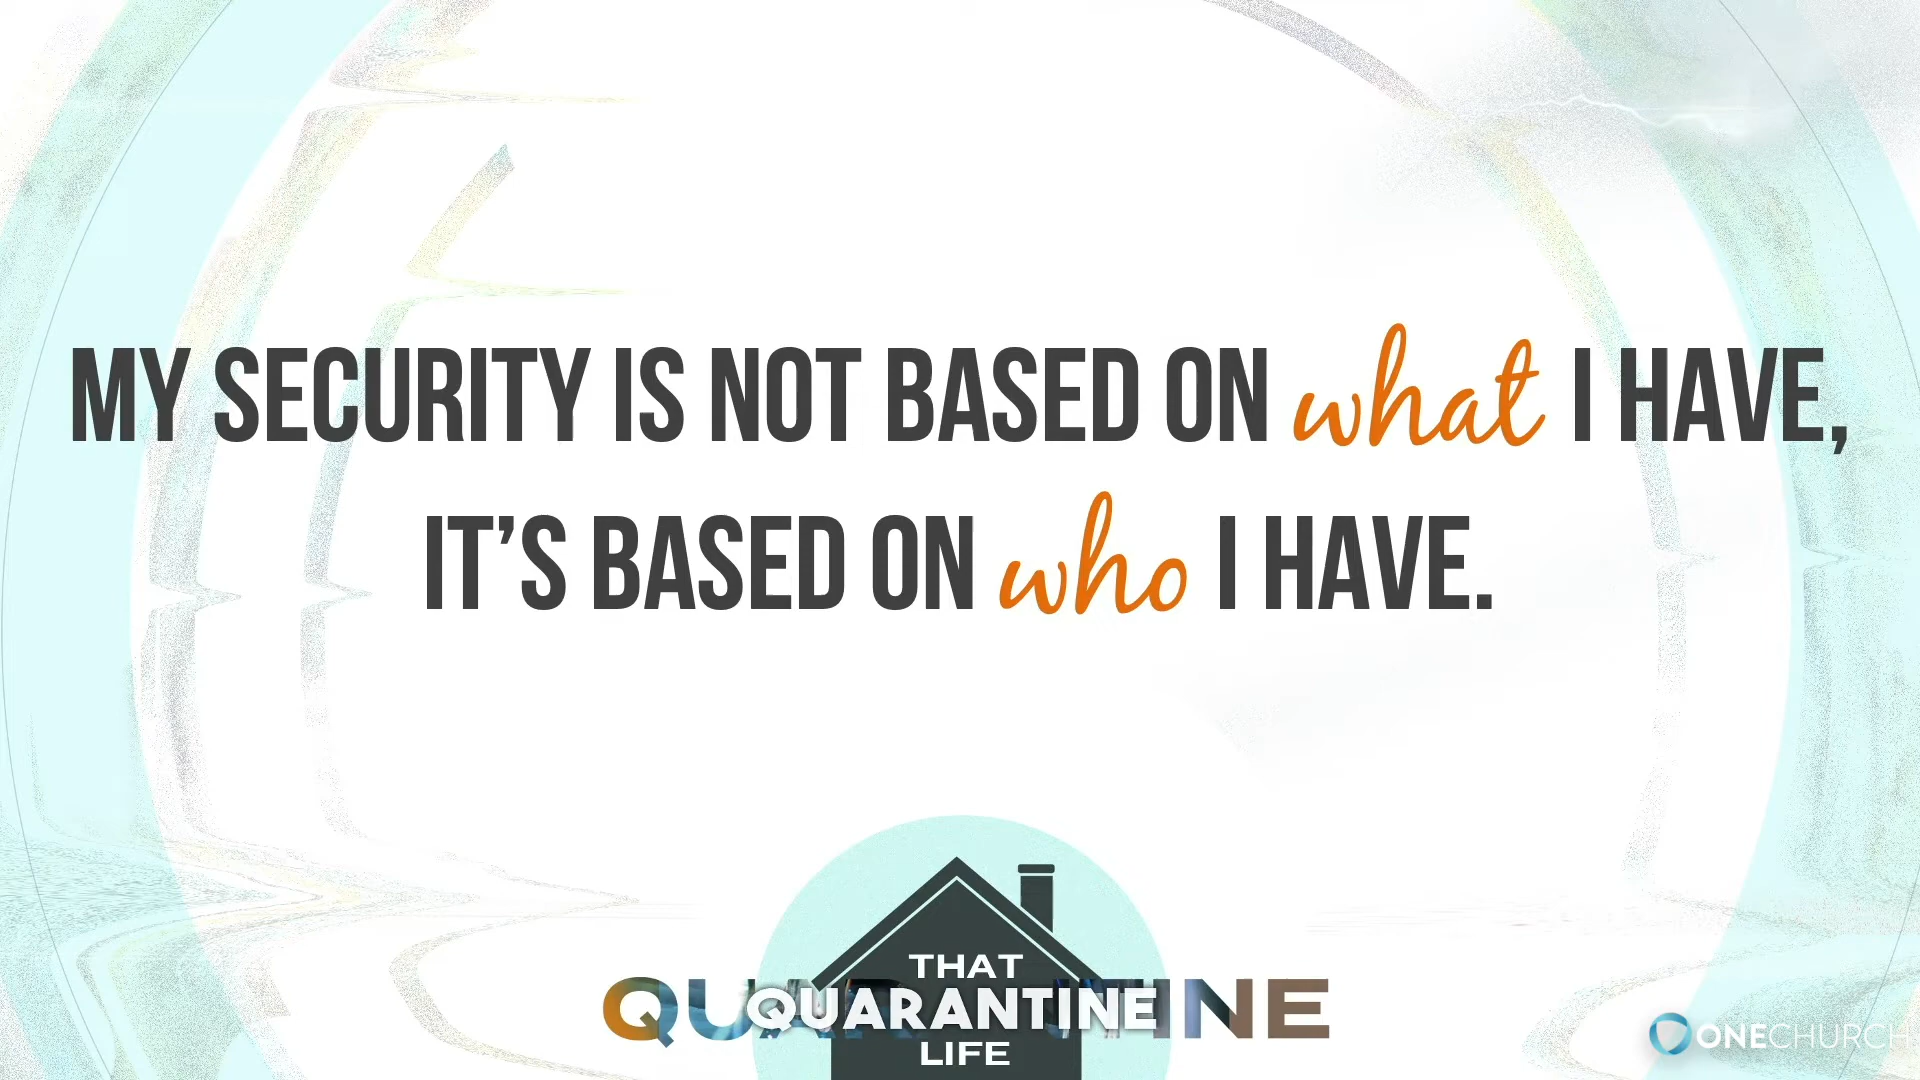 MY SECURITY IS NOT BASED ON what I HAVE,
IT'S BASED ON who I HAVE.
THAT
QUARANTINE
LIFE
ONECHURCH